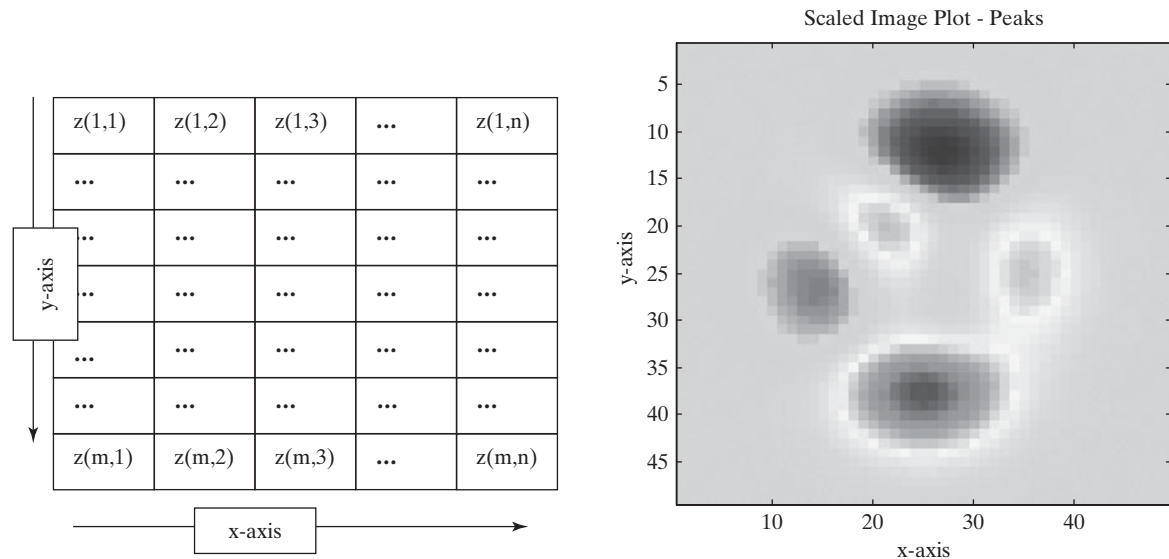 z(1,1) z(1,2) z(1,3) ... z(1,n)
... ... ... ... ...
... ... ... ... ...
... ... ... ... ...
... ... ... ... ...
... ... ... ... ...
z(m,1) z(m,2) z(m,3) ... z(m,n)
y-axis
x-axis
Scaled Image Plot - Peaks
5
10
15
20
25
30
35
40
45
y-axis
10 20 30 40
x-axis